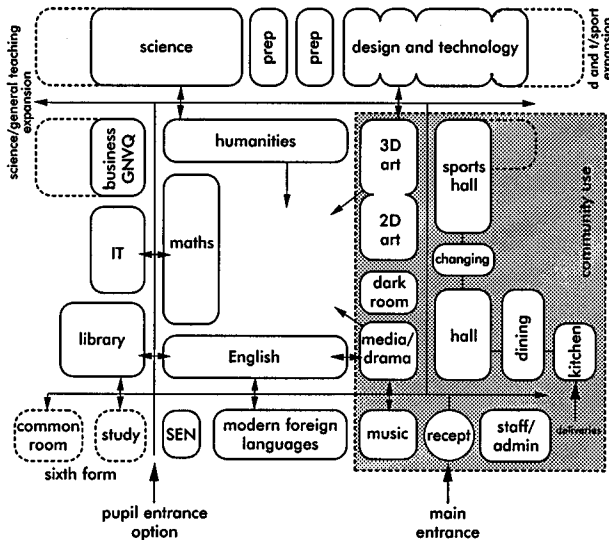 science
prep
prep
design and technology
d and t/sport
expansion
science/general teaching
expansion
business
GNVQ
humanities
3D
art
sports
hall
community use
IT
maths
2D
art
changing
dark
room
library
English
media/
drama
hall
dining
kitchen
common
room
study
SEN
modern foreign
languages
music
recept
staff/
admin
deliveries
sixth form
pupil entrance
option
main
entrance